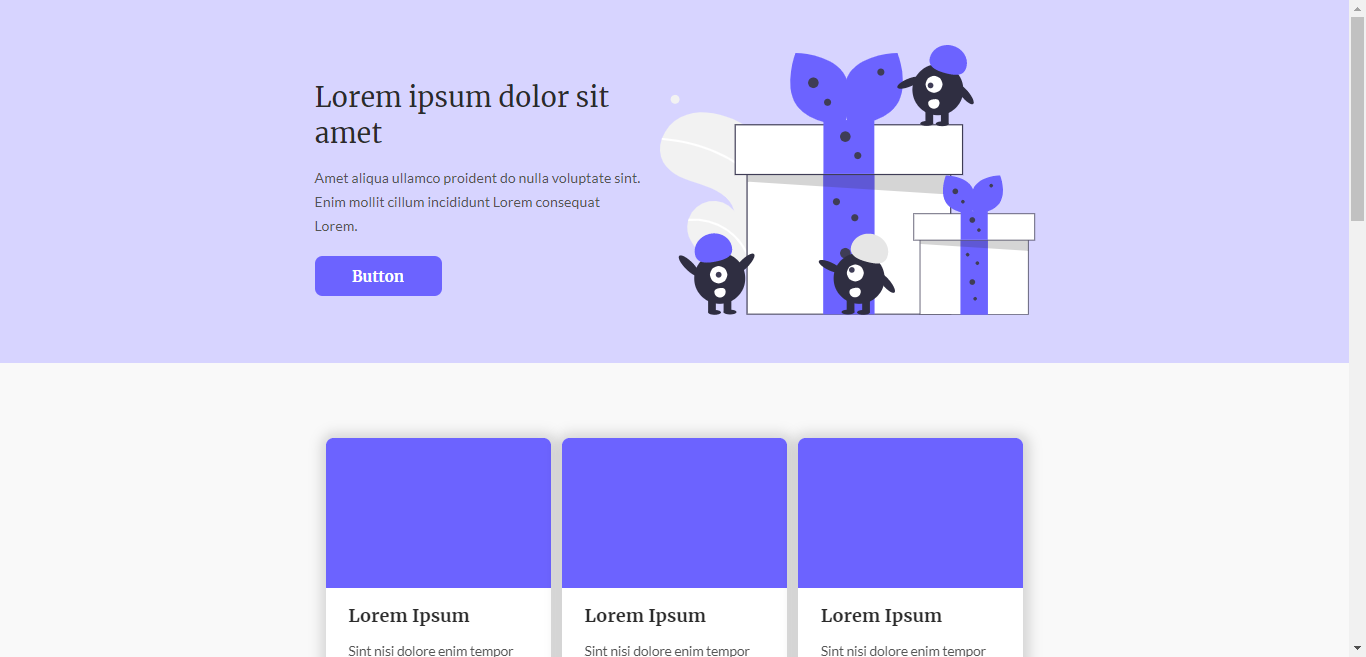 Lorem ipsum dolor sit
amet
Amet aliqua ullamco proident do nulla voluptate sint.
Enim mollit cillum incididunt Lorem consequat
Lorem.
Button
Lorem Ipsum
Lorem Ipsum
Lorem Ipsum
Sint nisi dolore enim tempor
Sint nisi dolore enim tempor
Sint nisi dolore enim tempor